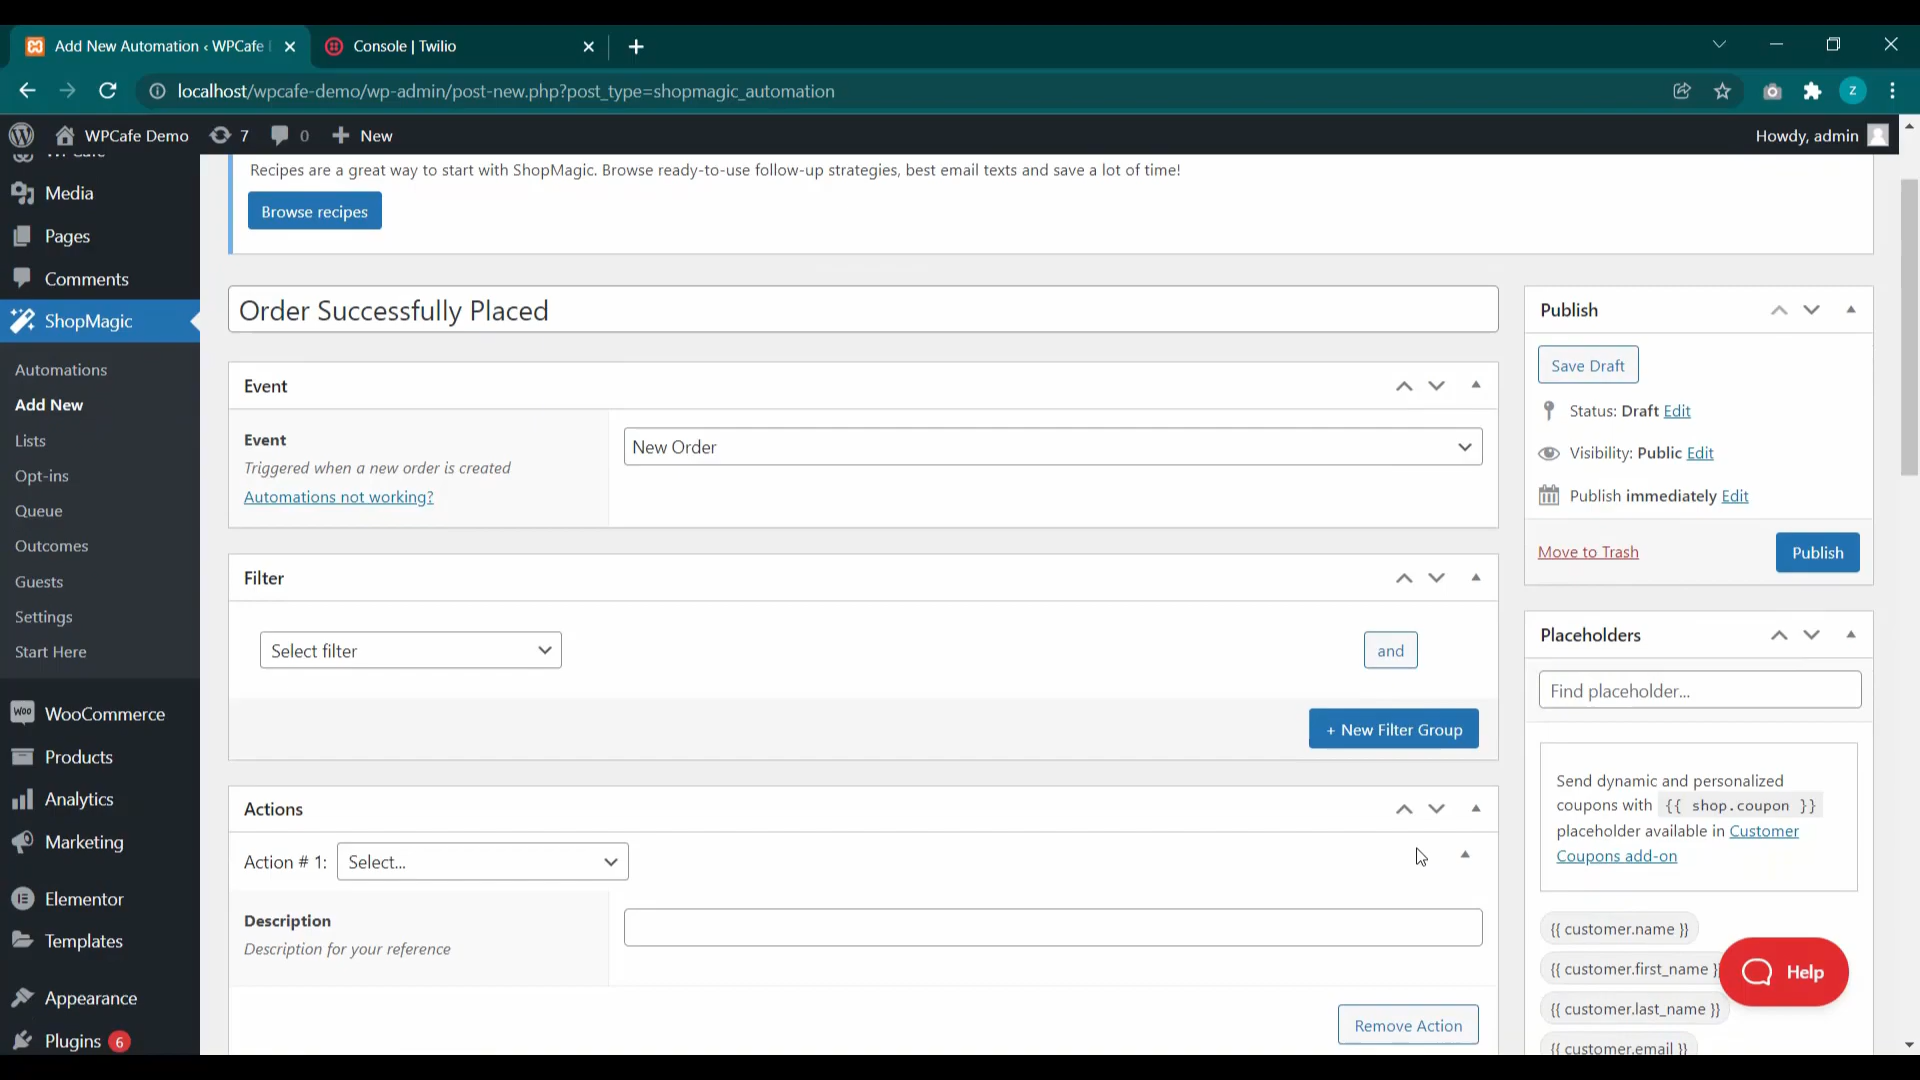 Add New Automation ‹ WPCafe
Console | Twilio
localhost/wpcafe-demo/wp-admin/post-new.php?post_type=shopmagic_automation
Z
WPCafe Demo
7
0
New
Howdy, admin
WP Cafe
Media
Pages
Comments
ShopMagic
Automations
Add New
Lists
Opt-ins
Queue
Outcomes
Guests
Settings
Start Here
Woo
WooCommerce
Products
Analytics
Marketing
Elementor
Templates
Appearance
Plugins 6
Recipes are a great way to start with ShopMagic. Browse ready-to-use follow-up strategies, best email texts and save a lot of time!
Browse recipes
Order Successfully Placed
Event
Event
Triggered when a new order is created
Automations not working?
New Order
Filter
Select filter
and
+ New Filter Group
Actions
Action # 1:
Select...
Description
Description for your reference
Remove Action
Publish
Save Draft
Status: Draft Edit
Visibility: Public Edit
Publish immediately Edit
Move to Trash
Publish
Placeholders
Find placeholder...
Send dynamic and personalized
coupons with {{ shop.coupon }}
placeholder available in Customer
Coupons add-on
{{ customer.name }}
{{ customer.first_name }}
{{ customer.last_name }}
{{ customer.email }}
Help